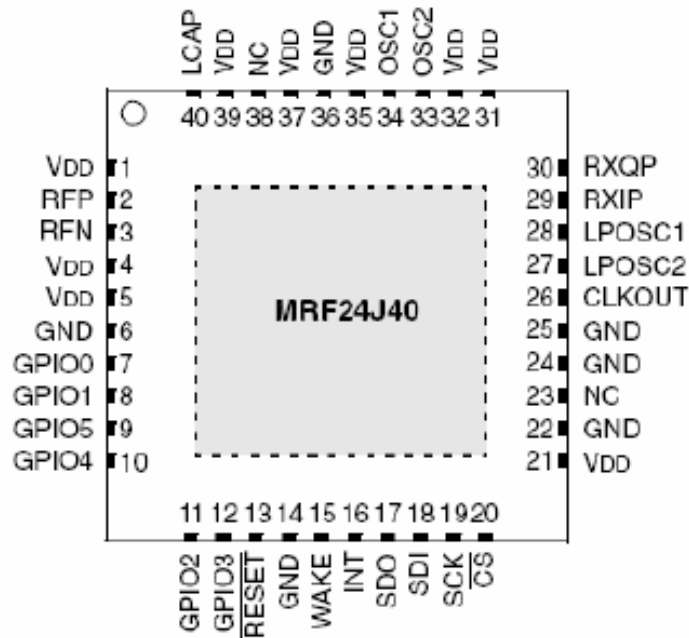 LCAP VDD NC VDD GND VDD OSC1 OSC2 VDD VDD
40 39 38 37 36 35 34 33 32 31
VDD 1
RFP 2
RFN 3
VDD 4
VDD 5
GND 6
GPIO0 7
GPIO1 8
GPIO5 9
GPIO4 10
MRF24J40
30 RXQP
29 RXIP
28 LPOSC1
27 LPOSC2
26 CLKOUT
25 GND
24 GND
23 NC
22 GND
21 VDD
11 12 13 14 15 16 17 18 19 20
GPIO2 GPIO3 RESET GND WAKE INT SDO SDI SCK CS